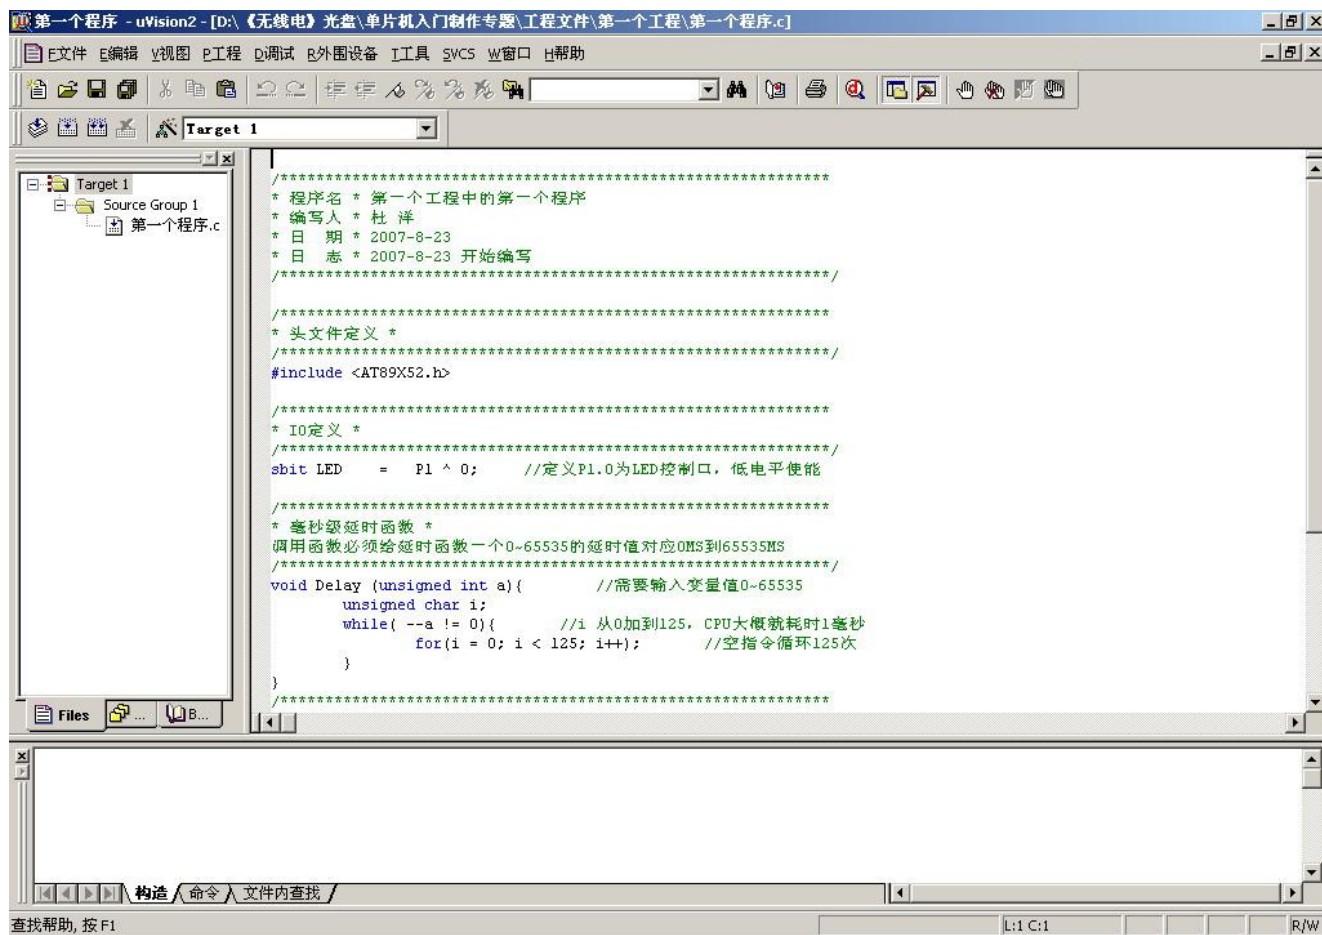 第一个程序 - uVision2 - [D:\《无线电》光盘\单片机入门制作专题\工程文件\第一个工程\第一个程序.c]
F文件 E编辑 V视图 P工程 D调试 R外围设备 T工具 SVCS W窗口 H帮助
Target 1
Target 1
Source Group 1
第一个程序.c
Files ... B...
/*************************************************************
* 程序名 * 第一个工程中的第一个程序
* 编写人 * 杜 洋
* 日 期 * 2007-8-23
* 日 志 * 2007-8-23 开始编写
/*************************************************************/
/*************************************************************
* 头文件定义 *
/*************************************************************/
#include <AT89X52.h>
/*************************************************************
* IO定义 *
/*************************************************************/
sbit LED = P1 ^ 0; //定义P1.0为LED控制口，低电平使能
/*************************************************************
* 毫秒级延时函数 *
调用函数必须给延时函数一个0~65535的延时值对应0MS到65535MS
/*************************************************************/
void Delay (unsigned int a){ //需要输入变量值0~65535
unsigned char i;
while( --a != 0){ //i 从0加到125，CPU大概就耗时1毫秒
for(i = 0; i < 125; i++); //空指令循环125次
}
}
/*************************************************************
构造 命令 文件内查找
查找帮助, 按 F1 L:1 C:1 R/W